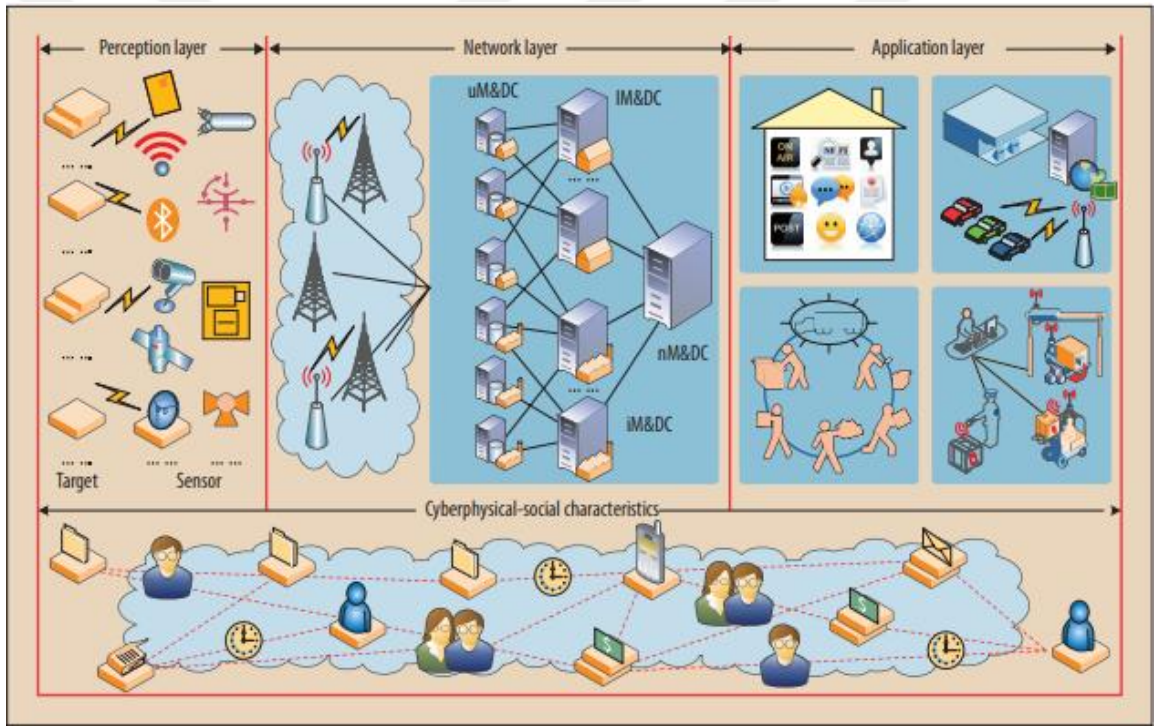 Perception layer
Network layer
Application layer
uM&DC
lM&DC
ON AIR
POST
nM&DC
iM&DC
Target
Sensor
Cyberphysical-social characteristics
$
$